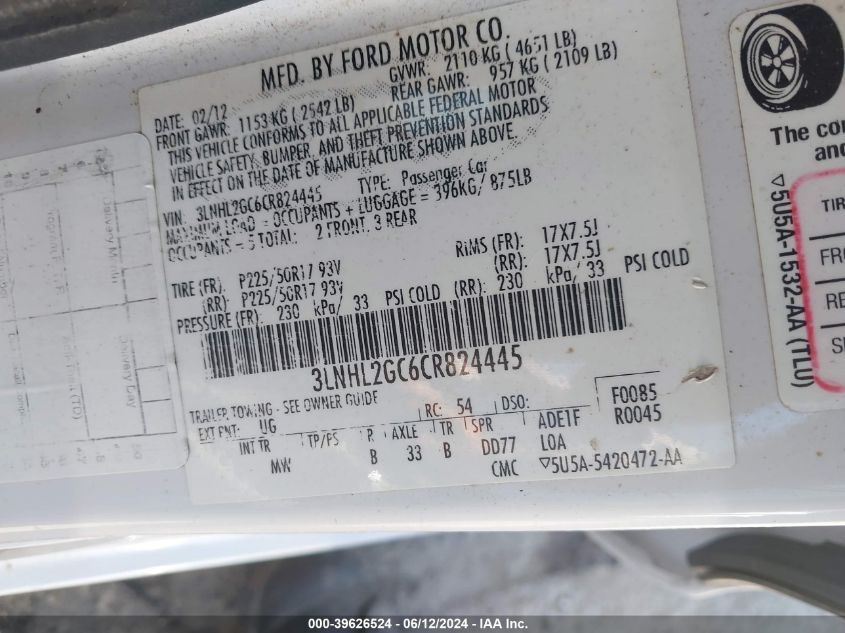 MFD. BY FORD MOTOR CO.
DATE: 02/12
GVWR: 2110 KG ( 4651 LB)
FRONT GAWR: 1153 KG ( 2542 LB)
REAR GAWR: 957 KG ( 2109 LB)
THIS VEHICLE CONFORMS TO ALL APPLICABLE FEDERAL MOTOR
VEHICLE SAFETY, BUMPER, AND THEFT PREVENTION STANDARDS
IN EFFECT ON THE DATE OF MANUFACTURE SHOWN ABOVE.
VIN: 3LNHL2GC6CR824445
TYPE: Passenger Car
MAXIMUM LOAD = OCCUPANTS + LUGGAGE = 396KG/ 875LB
OCCUPANTS = 5 TOTAL: 2 FRONT, 3 REAR
TIRE (FR): P225/50R17 93V
RIMS (FR): 17X7.5J
(RR): P225/50R17 93V
(RR): 17X7.5J
PRESSURE (FR): 230 kPa/ 33 PSI COLD
(RR): 230 kPa/ 33 PSI COLD
3LNHL2GC6CR824445
TRAILER TOWING - SEE OWNER GUIDE
RC: 54 DSO:
F0085
R0045
EXT PNT: UG
INT TR TP/PS R AXLE TR SPR
MW B 33 B DD77
ADE1F
LOA
CMC
▽5U5A-5420472-AA
The co
an
TIR
FRO
RE
S
▽5U5A-1532-AA (TLU)
000-39626524 - 06/12/2024 - IAA Inc.